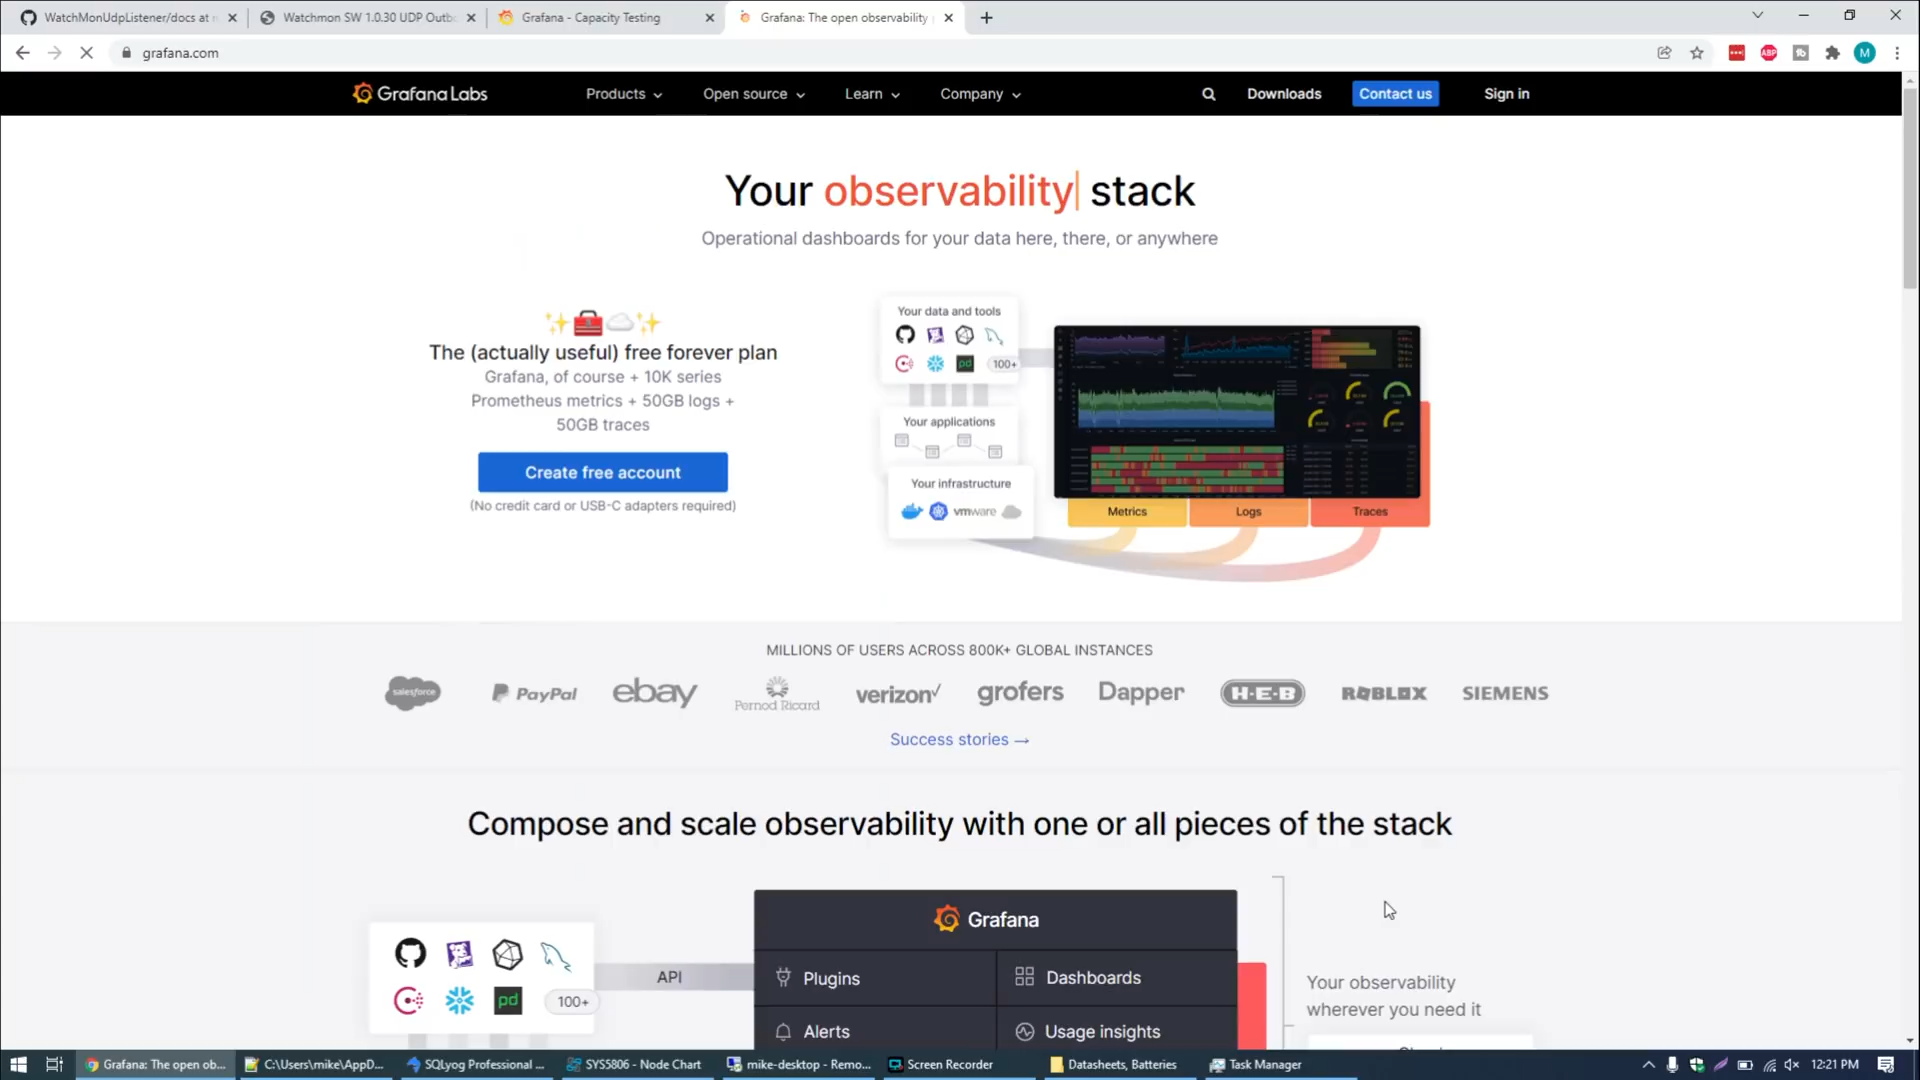 WatchMonUdpListener/docs at
Watchmon SW 1.0.30 UDP Outb
Grafana - Capacity Testing
Grafana: The open observability
grafana.com
ABP
M
Grafana Labs
Products
Open source
Learn
Company
Downloads
Contact us
Sign in
Your observability stack
Operational dashboards for your data here, there, or anywhere
The (actually useful) free forever plan
Grafana, of course + 10K series
Prometheus metrics + 50GB logs +
50GB traces
Create free account
(No credit card or USB-C adapters required)
Your data and tools
pd
100+
Your applications
Your infrastructure
vmware
Metrics
Logs
Traces
MILLIONS OF USERS ACROSS 800K+ GLOBAL INSTANCES
salesforce
PayPal
ebay
Pernod Ricard
verizon✓
grofers
Dapper
H-E-B
ROBLOX
SIEMENS
Success stories →
Compose and scale observability with one or all pieces of the stack
Grafana
API
Plugins
Dashboards
pd
100+
Alerts
Usage insights
Your observability
wherever you need it
Grafana: The open ob...
C:\Users\mike\AppD...
SQLyog Professional ...
SYS5806 - Node Chart
mike-desktop - Remo...
Screen Recorder
Datasheets, Batteries
Task Manager
12:21 PM